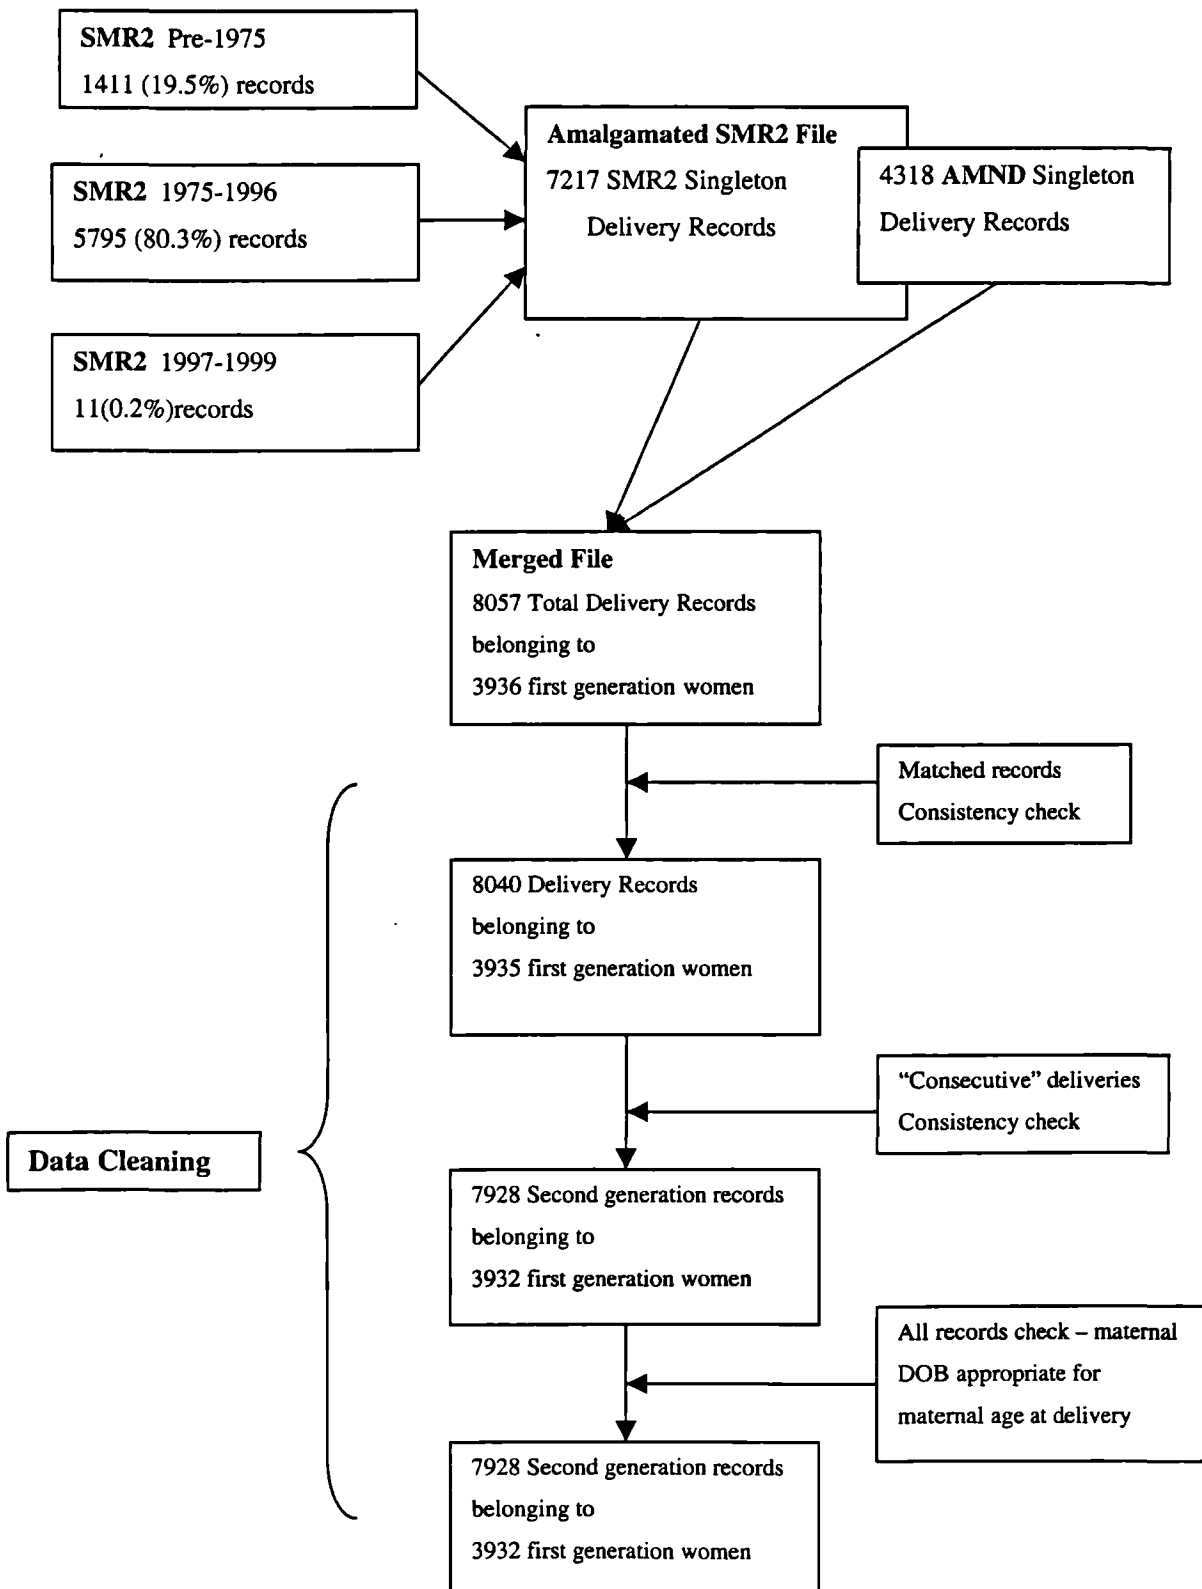 SMR2 Pre-1975
1411 (19.5%) records
SMR2 1975-1996
5795 (80.3%) records
SMR2 1997-1999
11(0.2%)records
Amalgamated SMR2 File
7217 SMR2 Singleton
Delivery Records
4318 AMND Singleton
Delivery Records
Merged File
8057 Total Delivery Records
belonging to
3936 first generation women
Matched records
Consistency check
8040 Delivery Records
belonging to
3935 first generation women
“Consecutive” deliveries
Consistency check
Data Cleaning
7928 Second generation records
belonging to
3932 first generation women
All records check – maternal
DOB appropriate for
maternal age at delivery
7928 Second generation records
belonging to
3932 first generation women